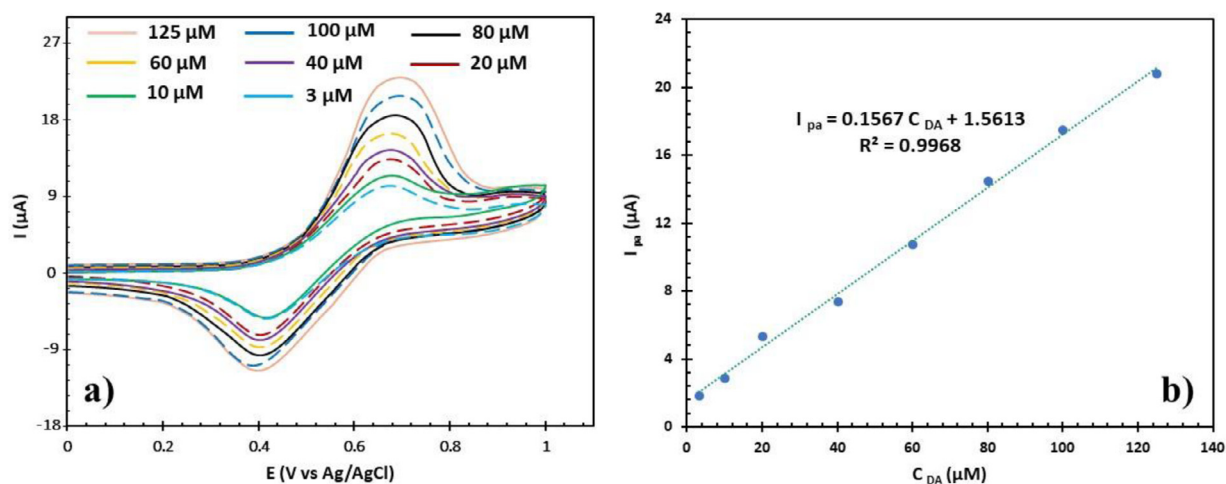 125 µM 100 µM 80 µM
60 µM 40 µM 20 µM
10 µM 3 µM
27
18
9
0
-9
-18
I (µA)
0 0.2 0.4 0.6 0.8 1
E (V vs Ag/AgCl)
a)
24
20
16
12
8
4
0
I pa (µA)
I pa = 0.1567 C DA + 1.5613
R² = 0.9968
0 20 40 60 80 100 120 140
C DA (µM)
b)